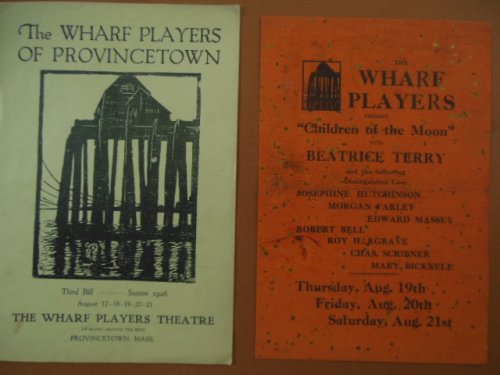 The WHARF PLAYERS
OF PROVINCETOWN
Third Bill Season 1926
August 17-18-19-20-21
THE WHARF PLAYERS THEATRE
PROVINCETOWN, MASS.
THE
WHARF
PLAYERS
PRESENT
"Children of the Moon"
WITH
BEATRICE TERRY
and the following
Distinguished Cast
JOSEPHINE HUTCHINSON
MORGAN FARLEY
EDWARD MASSEY
ROBERT BELL
ROY HARGRAVE
CHAS. SCRIBNER
MARY, BICKNELL
Thursday, Aug. 19th
Friday, Aug. 20th
Saturday, Aug. 21st